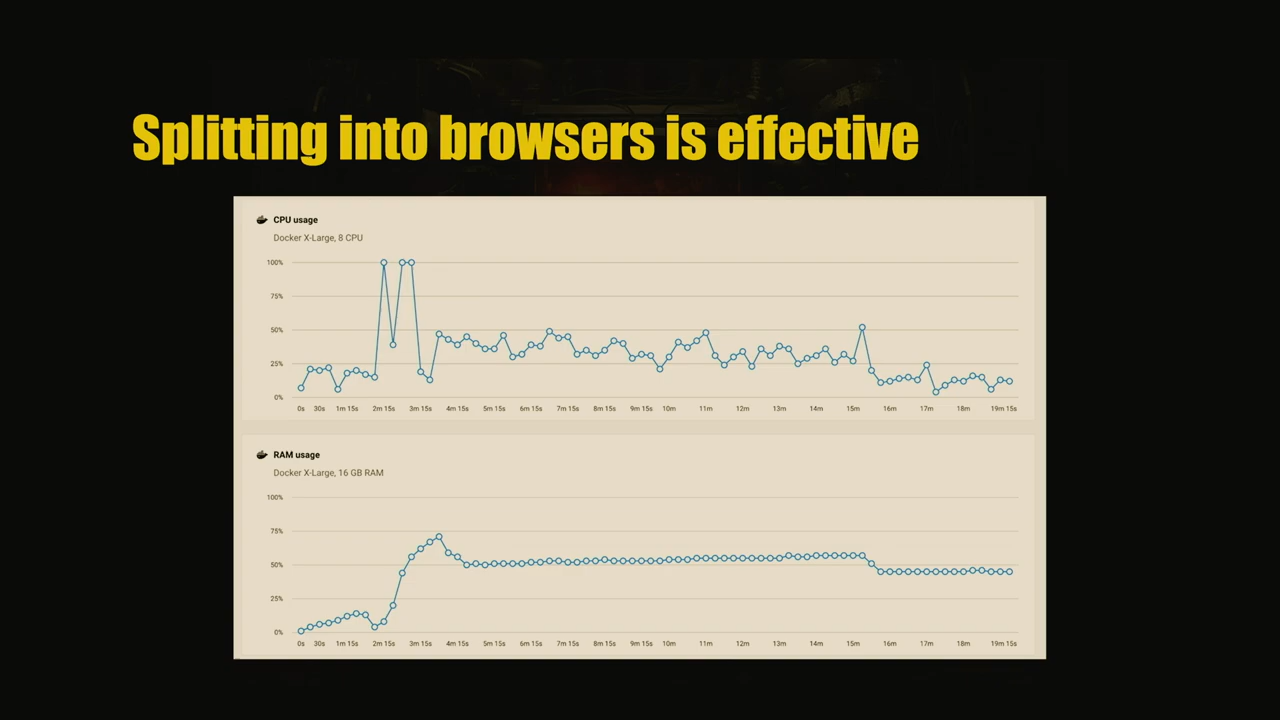 Splitting into browsers is effective
CPU usage
Docker X-Large, 8 CPU
100%
75%
50%
25%
0%
0s 30s 1m 15s 2m 15s 3m 15s 4m 15s 5m 15s 6m 15s 7m 15s 8m 15s 9m 15s 10m 11m 12m 13m 14m 15m 16m 17m 18m 19m 15s
RAM usage
Docker X-Large, 16 GB RAM
100%
75%
50%
25%
0%
0s 30s 1m 15s 2m 15s 3m 15s 4m 15s 5m 15s 6m 15s 7m 15s 8m 15s 9m 15s 10m 11m 12m 13m 14m 15m 16m 17m 18m 19m 15s